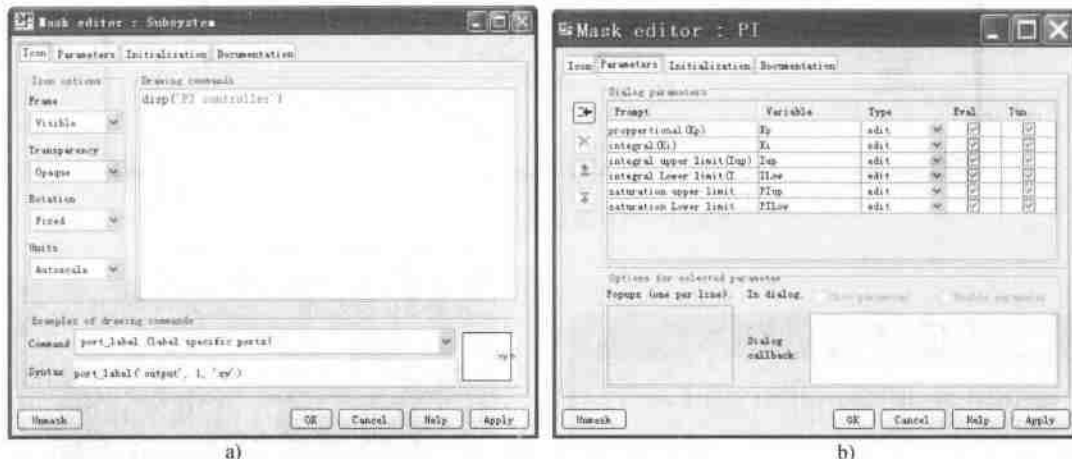 Mask editor : Subsystem
Icon Parameters Initialization Documentation
Icon options
Frame
Visible
Transparency
Opaque
Rotation
Fixed
Units
Autoscale
Drawing commands
disp('PI controller')
Examples of drawing commands
Command port_label (label specific ports)
Syntax port_label('output', 1, 'xy')
xy
Unmask OK Cancel Help Apply
a)
Mask editor : PI
Icon Parameters Initialization Documentation
Dialog parameters
Prompt Variable Type Eval Tun
proppertional(Kp) Kp edit
integral(Ki) Ki edit
integral upper limit(Iup) Iup edit
integral Lower limit(I... ILow edit
saturation upper limit PIup edit
saturation Lower limit PILow edit
Options for selected parameter
Popups (one per line): In dialog: Show parameter Enable parameter
Dialog callback:
Unmask OK Cancel Help Apply
b)